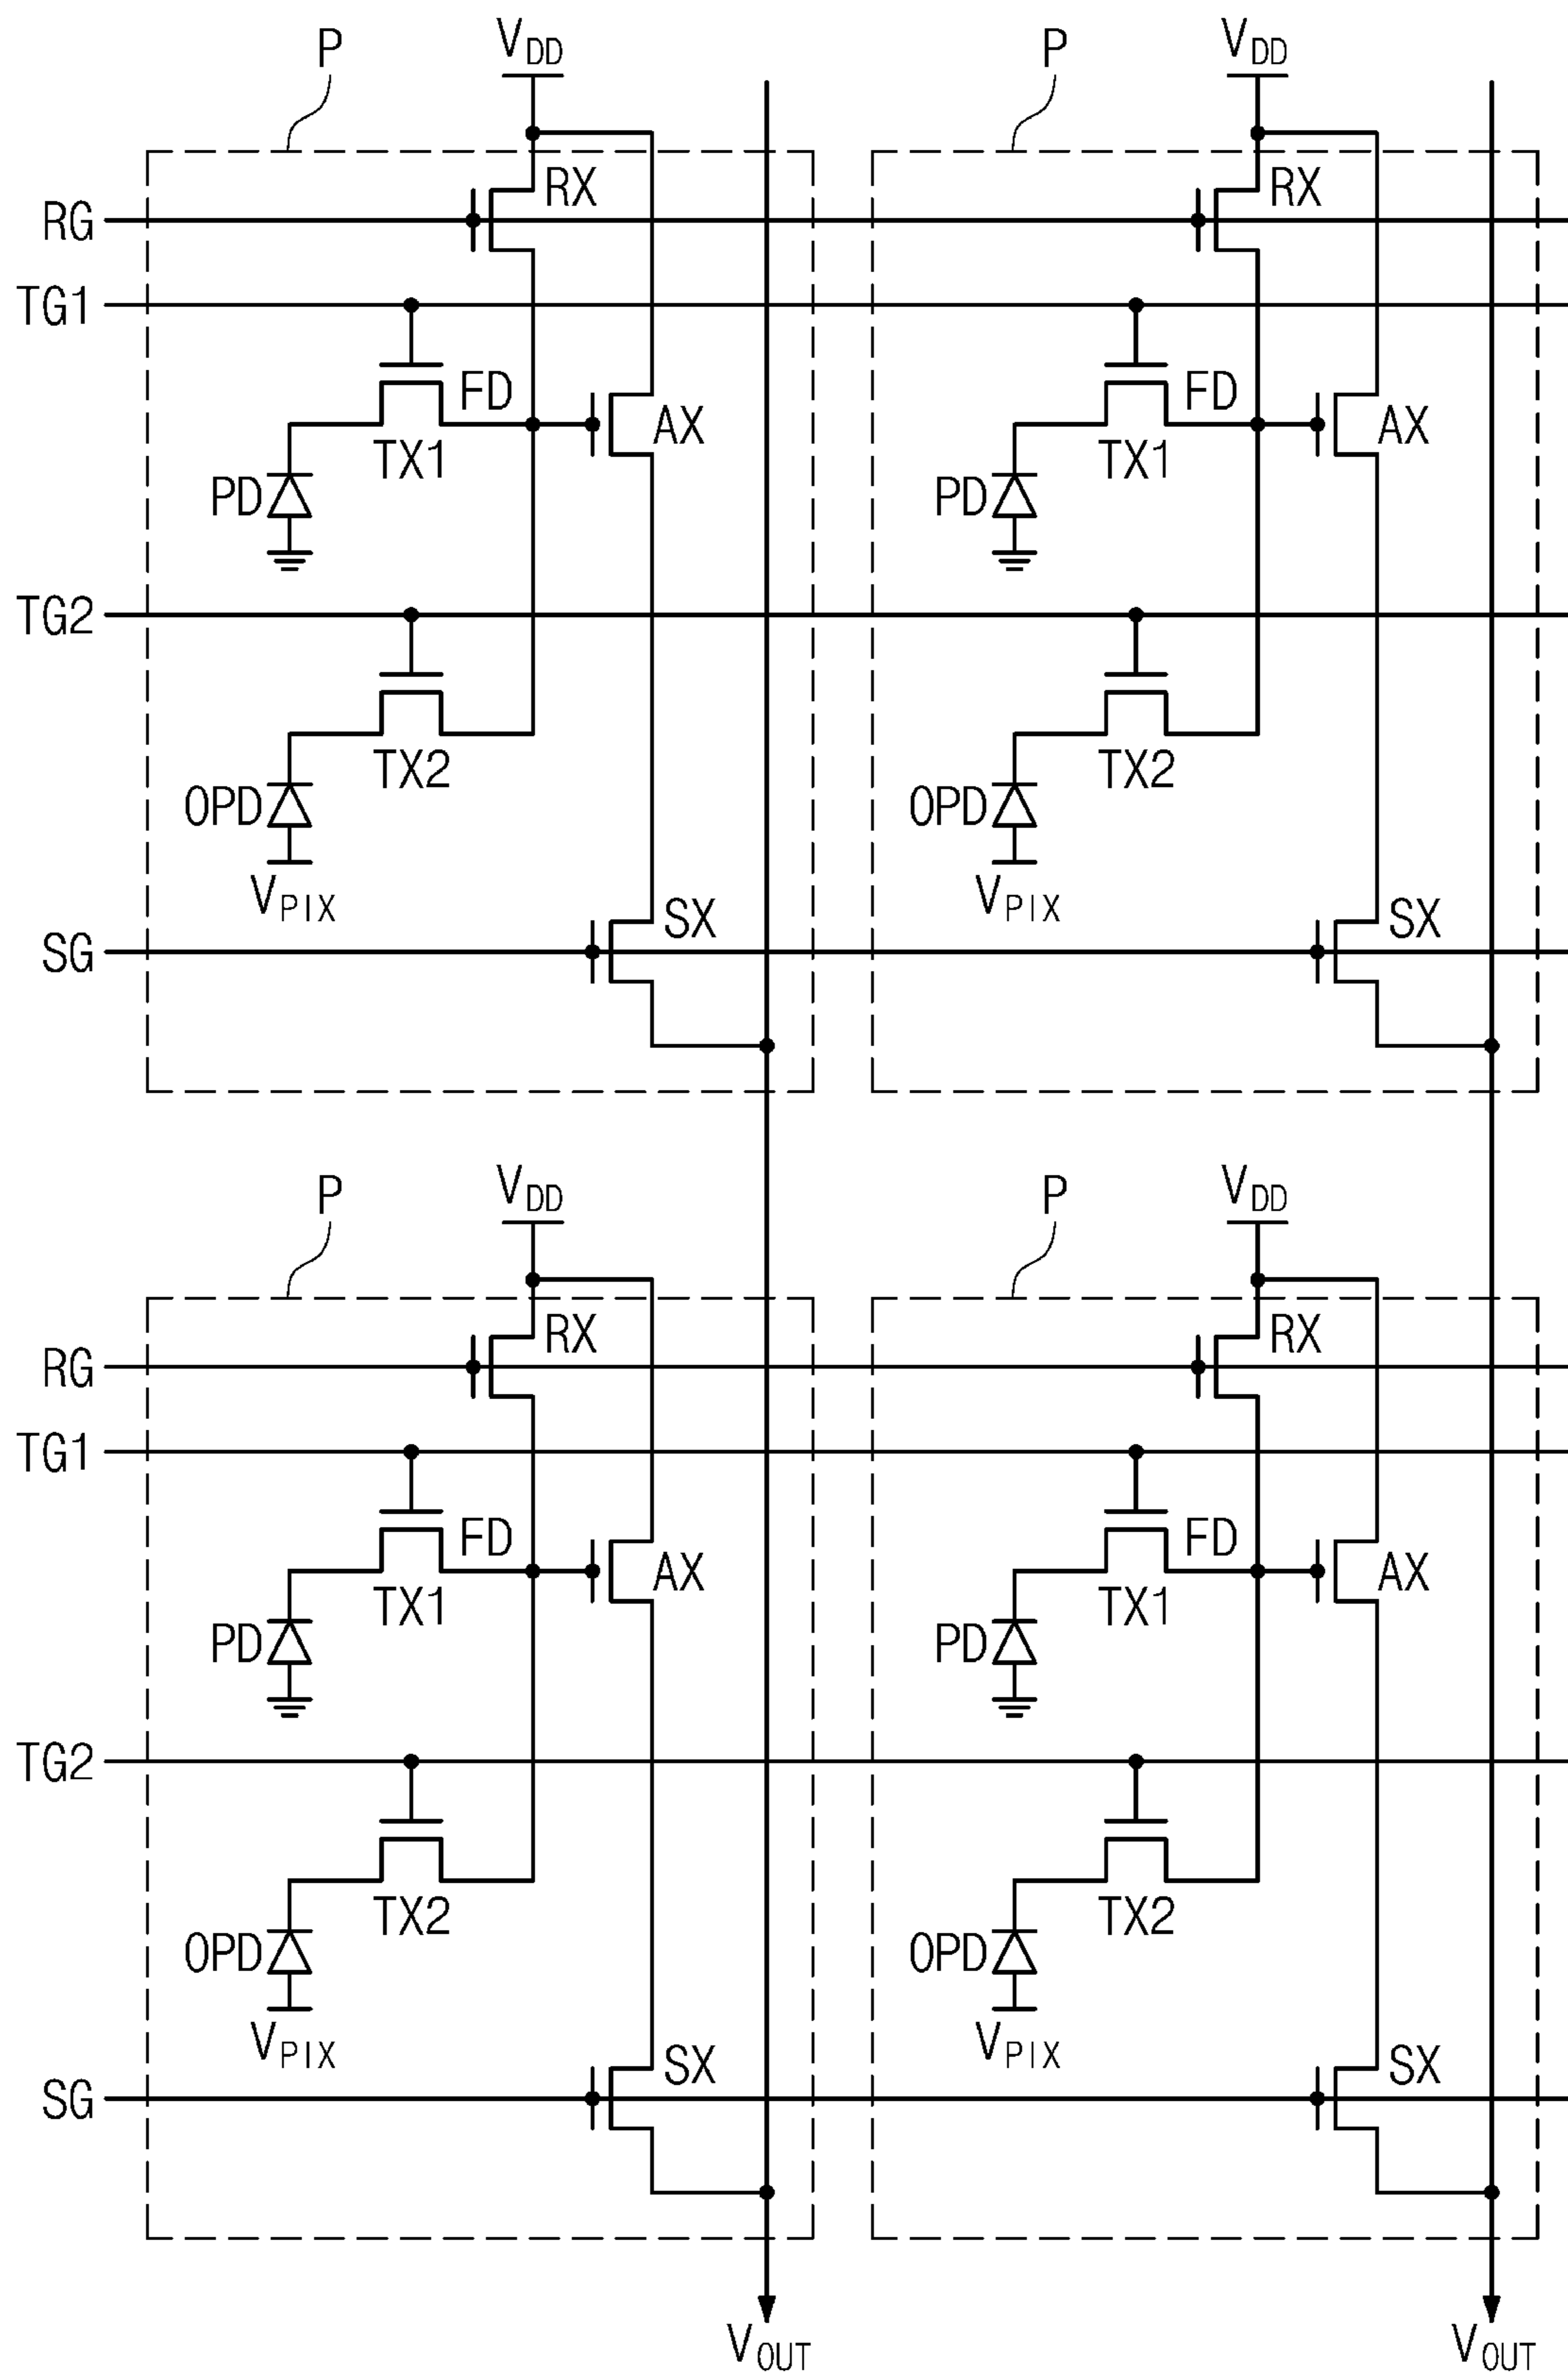 P VDD P VDD
RX RX
RG
TG1
FD FD
AX AX
TX1 TX1
PD PD
TG2
TX2 TX2
OPD OPD
VPIX VPIX
SX SX
SG
P VDD P VDD
RX RX
RG
TG1
FD FD
AX AX
TX1 TX1
PD PD
TG2
TX2 TX2
OPD OPD
VPIX VPIX
SX SX
SG
VOUT VOUT